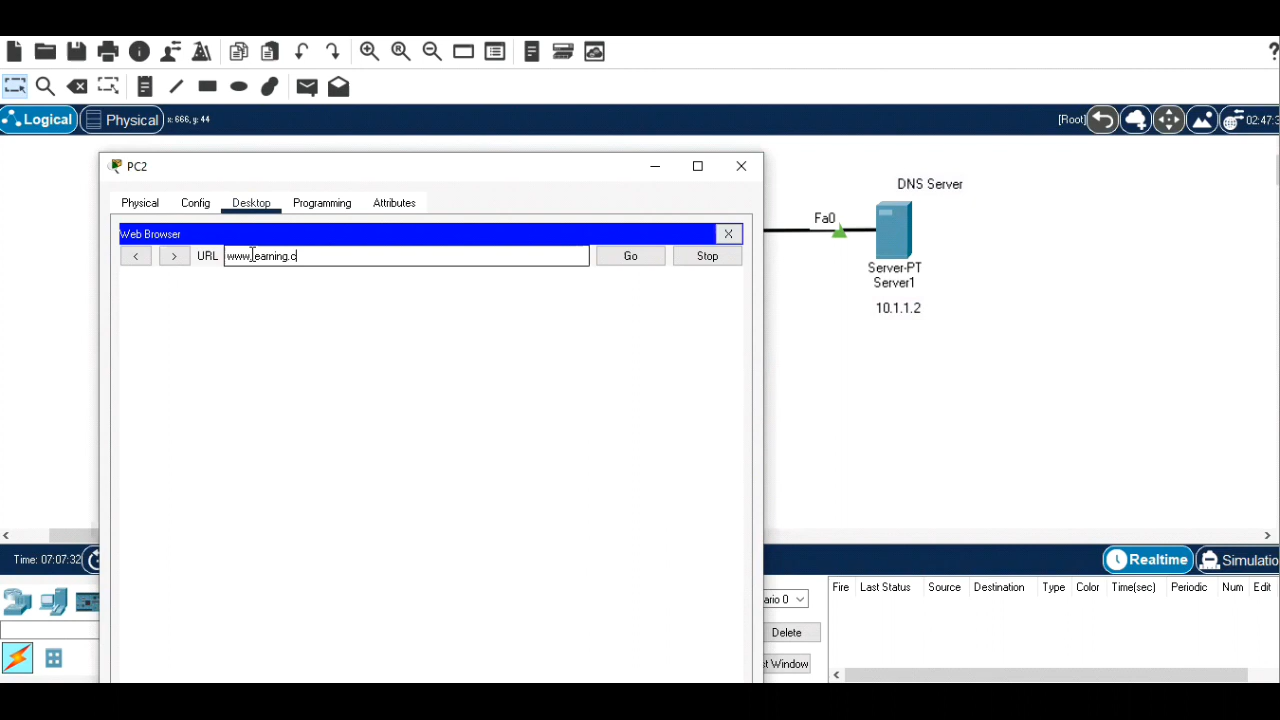 ?
Logical
Physical
x: 666, y: 44
[Root]
02:47:3
PC2
Physical
Config
Desktop
Programming
Attributes
Web Browser
X
<
>
URL
www.learning.c
Go
Stop
DNS Server
Fa0
Server-PT
Server1
10.1.1.2
Time: 07:07:32
Realtime
Simulatio
ario 0
Fire
Last Status
Source
Destination
Type
Color
Time(sec)
Periodic
Num
Edit
Delete
st Window